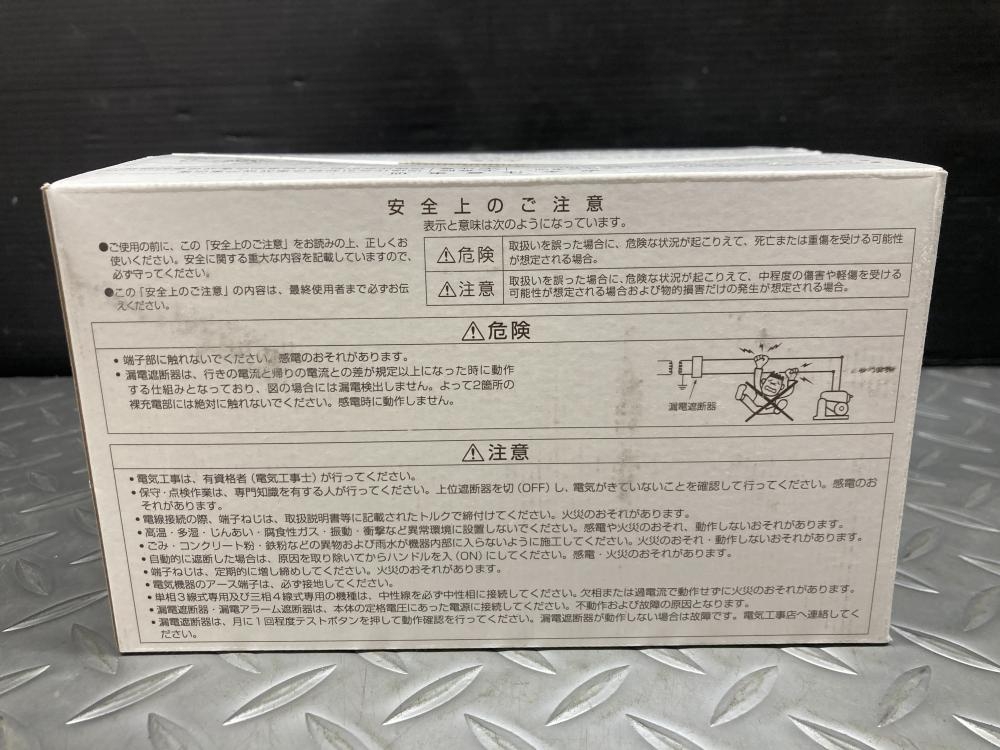 安全上のご注意
表示と意味は次のようになっています。
●ご使用の前に、この「安全上のご注意」をお読みの上、正しくお
使いください。安全に関する重大な内容を記載していますので、
必ず守ってください。
●この「安全上のご注意」の内容は、最終使用者まで必ずお伝
えください。
⚠危険
取扱いを誤った場合に、危険な状況が起こりえて、死亡または重傷を受ける可能性
が想定される場合。
⚠注意
取扱いを誤った場合に、危険な状況が起こりえて、中程度の傷害や軽傷を受ける
可能性が想定される場合および物的損害だけの発生が想定される場合。
⚠危険
・端子部に触れないでください。感電のおそれがあります。
・漏電遮断器は、行きの電流と帰りの電流との差が規定以上になった時に動作
する仕組みとなっており、図の場合には漏電検出しません。よって2箇所の
裸充電部には絶対に触れないでください。感電時に動作しません。
漏電遮断器
⚠注意
・電気工事は、有資格者(電気工事士)が行ってください。
・保守・点検作業は、専門知識を有する人が行ってください。上位遮断器を切(OFF)し、電気がきていないことを確認して行ってください。感電のお
それがあります。
・電線接続の際、端子ねじは、取扱説明書等に記載されたトルクで締付けてください。火災のおそれがあります。
・高温・多湿・じんあい・腐食性ガス・振動・衝撃など異常環境に設置しないでください。感電や火災のおそれ、動作しないおそれがあります。
・ごみ・コンクリート粉・鉄粉などの異物および雨水が機器内部に入らないように施工してください。火災のおそれ・動作しないおそれがあります。
・自動的に遮断した場合は、原因を取り除いてからハンドルを入(ON)にしてください。感電・火災のおそれがあります。
・端子ねじは、定期的に増し締めしてください。火災のおそれがあります。
・電気機器のアース端子は、必ず接地してください。
・単相3線式専用及び三相4線式専用の機種は、中性線を必ず中性相に接続してください。欠相または過電流で動作せずに火災のおそれがあります。
・漏電遮断器・漏電アラーム遮断器は、本体の定格電圧にあった電源に接続してください。不動作および故障の原因となります。
・漏電遮断器は、月に1回程度テストボタンを押して動作確認を行ってください。漏電遮断器が動作しない場合は故障です。電気工事店へ連絡してく
ださい。